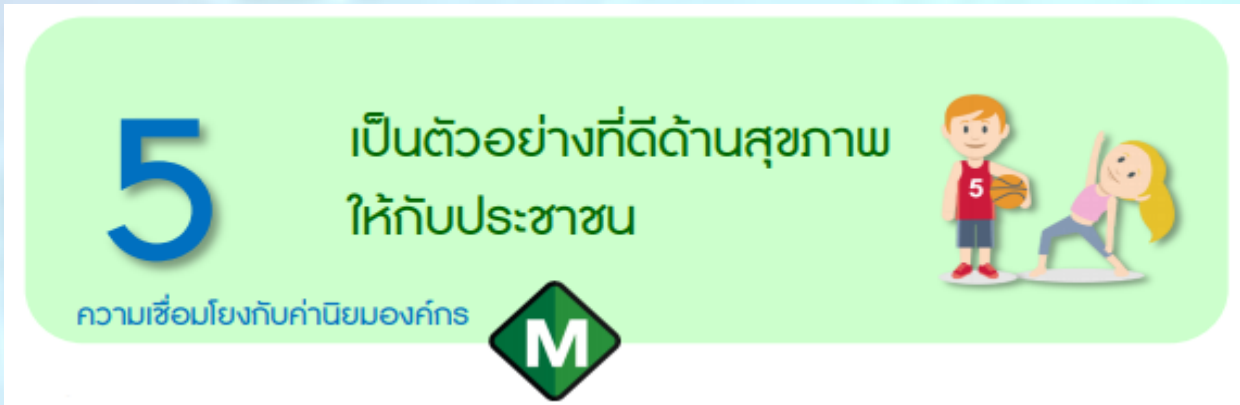 5
เป็นตัวอย่างที่ดีด้านสุขภาพ
ให้กับประชาชน
5
ความเชื่อมโยงกับค่านิยมองค์กร
M